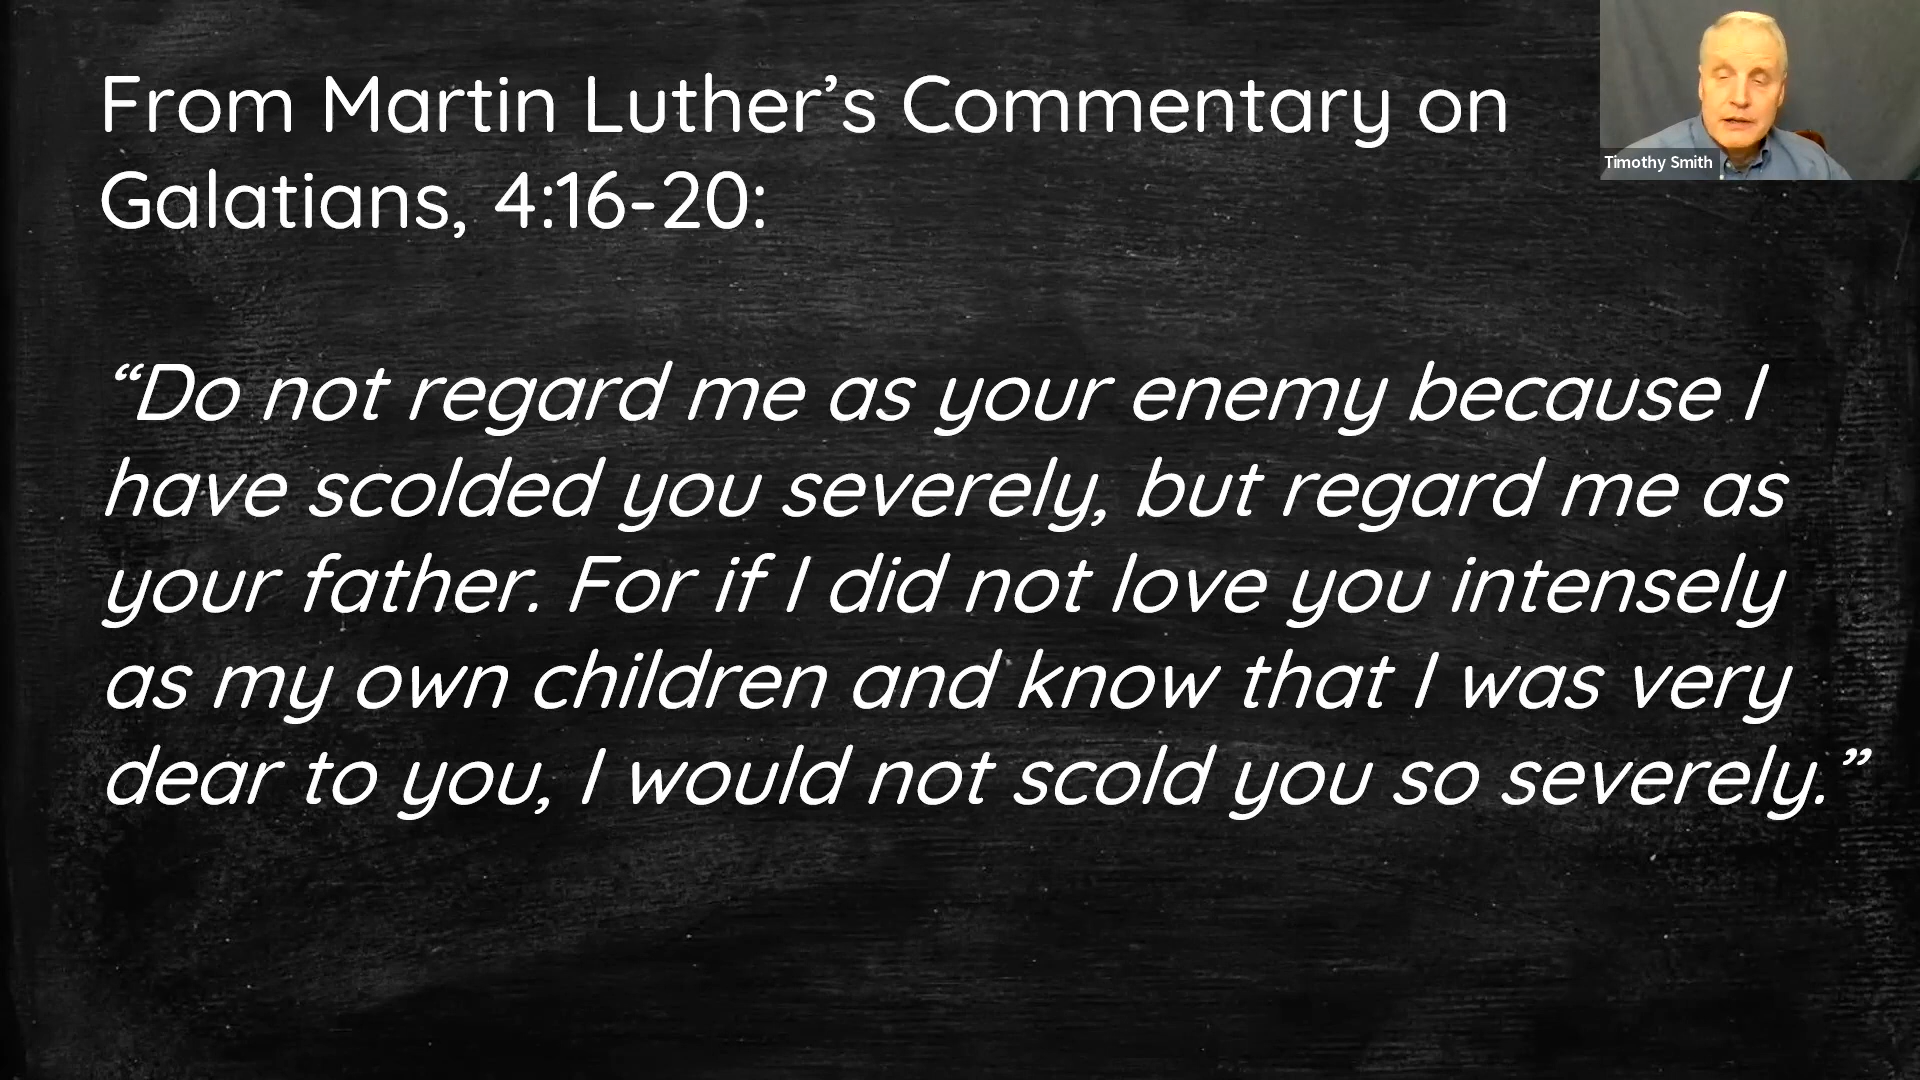 From Martin Luther’s Commentary on
Galatians, 4:16-20:
“Do not regard me as your enemy because I
have scolded you severely, but regard me as
your father. For if I did not love you intensely
as my own children and know that I was very
dear to you, I would not scold you so severely.”
Timothy Smith